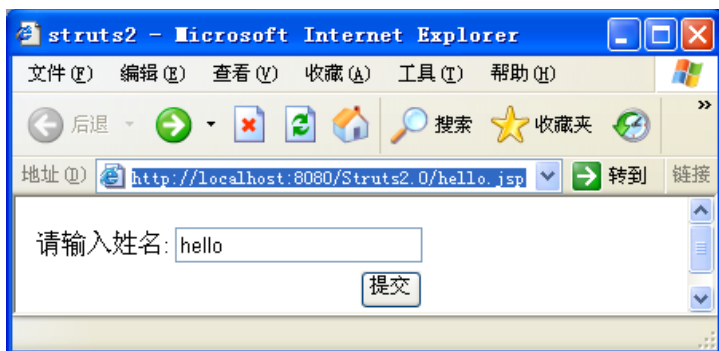 struts2 - Microsoft Internet Explorer
文件(F) 编辑(E) 查看(V) 收藏(A) 工具(T) 帮助(H)
后退 搜索 收藏夹 »
地址(D) http://localhost:8080/Struts2.0/hello.jsp 转到 链接
请输入姓名: hello
提交